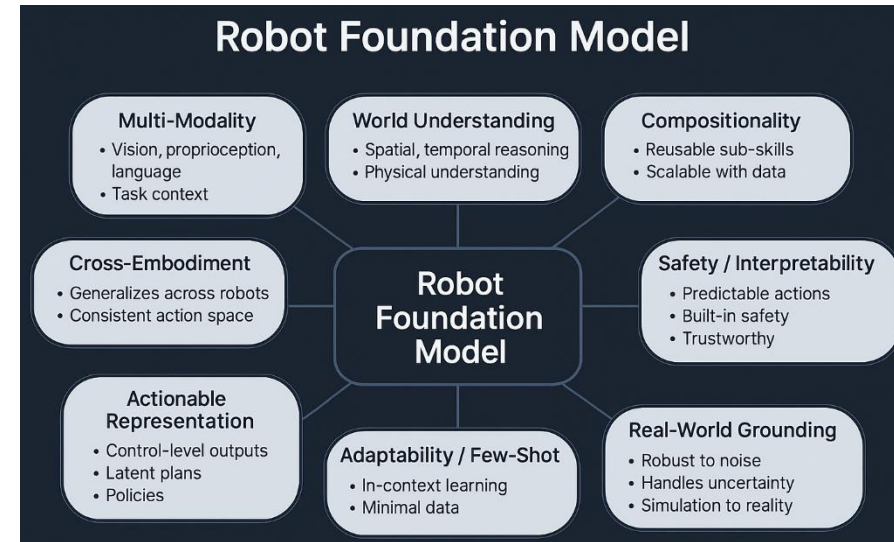 Robot Foundation Model
Multi-Modality
• Vision, proprioception,
language
• Task context
World Understanding
• Spatial, temporal reasoning
• Physical understanding
Compositionality
• Reusable sub-skills
• Scalable with data
Cross-Embodiment
• Generalizes across robots
• Consistent action space
Robot
Foundation
Model
Safety / Interpretability
• Predictable actions
• Built-in safety
• Trustworthy
Actionable
Representation
• Control-level outputs
• Latent plans
• Policies
Adaptability / Few-Shot
• In-context learning
• Minimal data
Real-World Grounding
• Robust to noise
• Handles uncertainty
• Simulation to reality